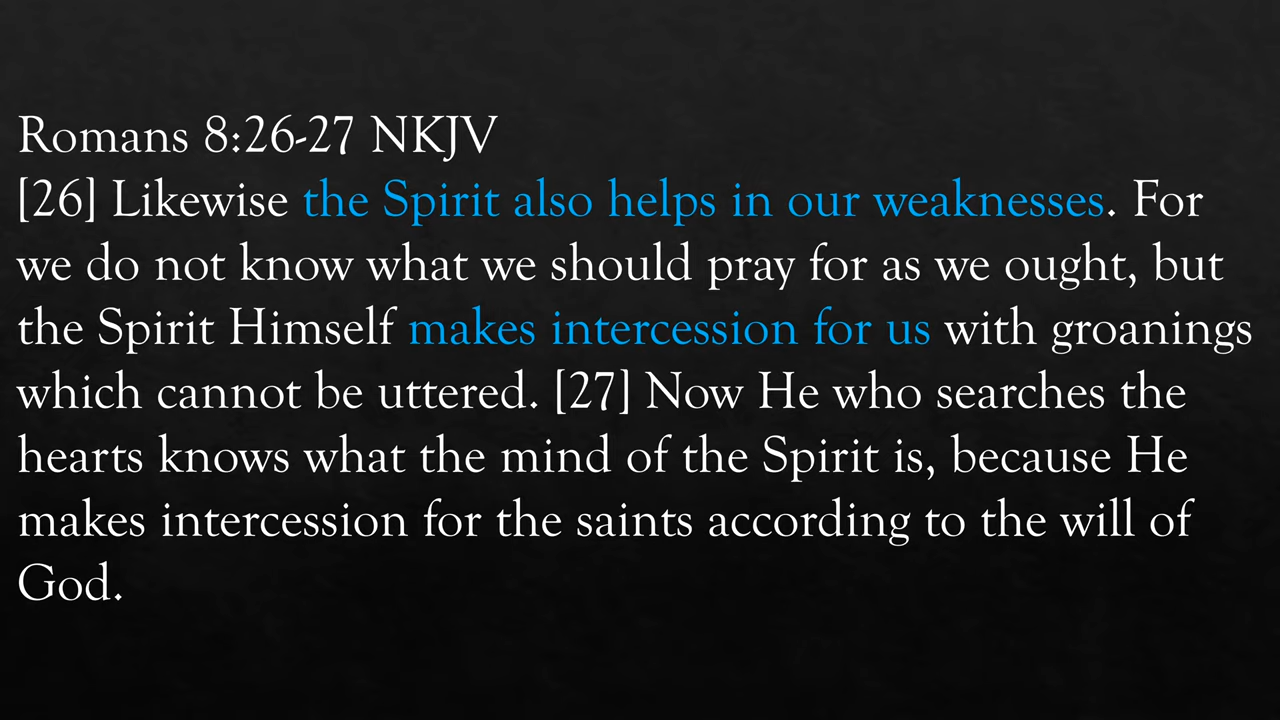 Romans 8:26-27 NKJV
[26] Likewise the Spirit also helps in our weaknesses. For
we do not know what we should pray for as we ought, but
the Spirit Himself makes intercession for us with groanings
which cannot be uttered. [27] Now He who searches the
hearts knows what the mind of the Spirit is, because He
makes intercession for the saints according to the will of
God.